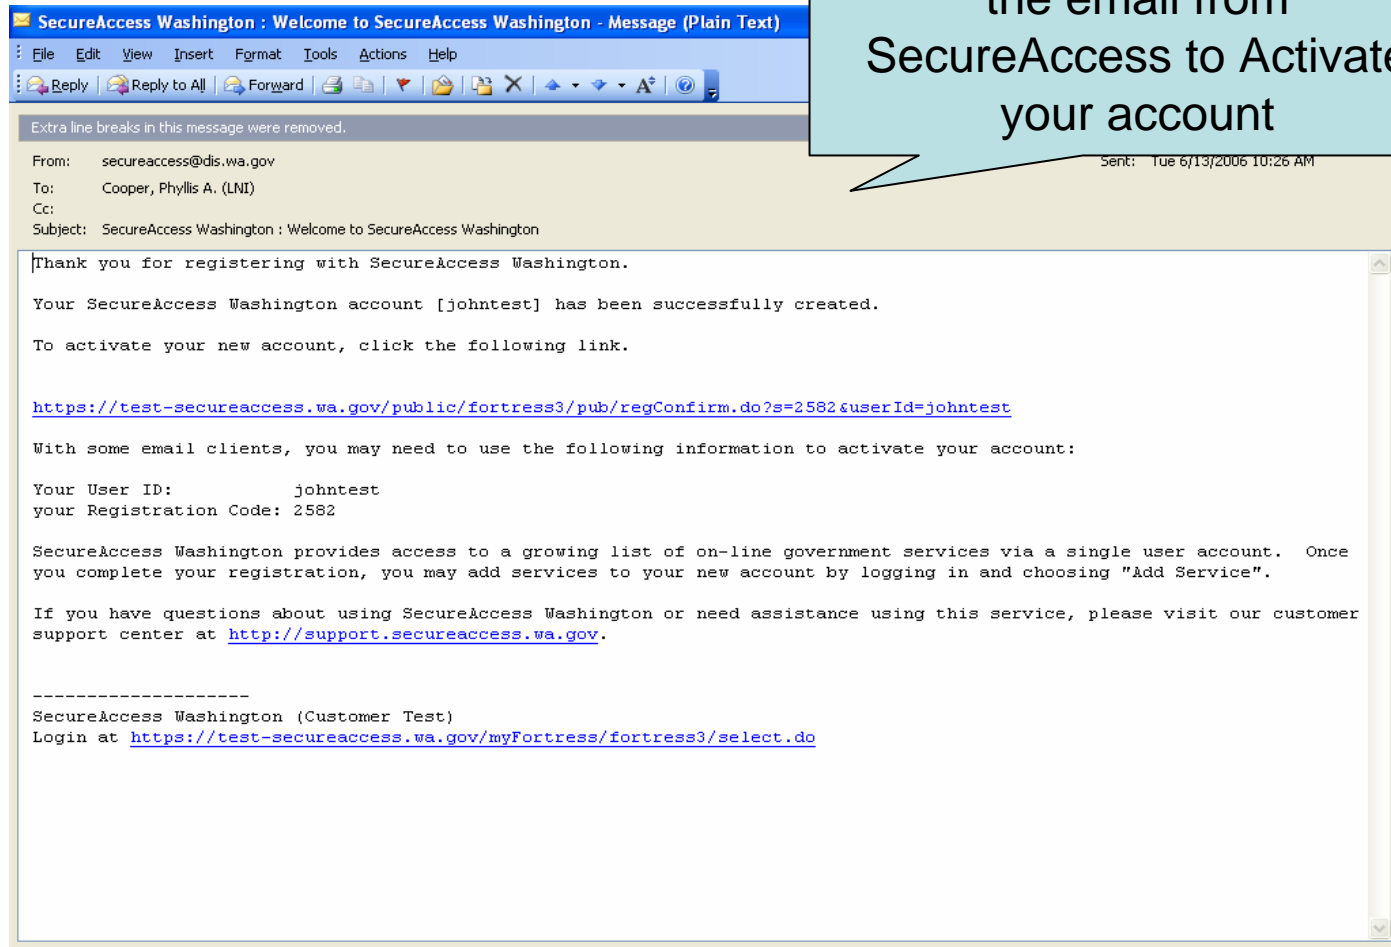 SecureAccess Washington : Welcome to SecureAccess Washington - Message (Plain Text)
the email from
SecureAccess to Activate
your account
File Edit View Insert Format Tools Actions Help
Reply Reply to All Forward
Extra line breaks in this message were removed.
From: secureaccess@dis.wa.gov Sent: Tue 6/13/2006 10:26 AM
To: Cooper, Phyllis A. (LNI)
Cc:
Subject: SecureAccess Washington : Welcome to SecureAccess Washington
Thank you for registering with SecureAccess Washington.
Your SecureAccess Washington account [johntest] has been successfully created.
To activate your new account, click the following link.
https://test-secureaccess.wa.gov/public/fortress3/pub/regConfirm.do?s=2582&userId=johntest
With some email clients, you may need to use the following information to activate your account:
Your User ID: johntest
your Registration Code: 2582
SecureAccess Washington provides access to a growing list of on-line government services via a single user account. Once
you complete your registration, you may add services to your new account by logging in and choosing "Add Service".
If you have questions about using SecureAccess Washington or need assistance using this service, please visit our customer
support center at http://support.secureaccess.wa.gov.
--------------------
SecureAccess Washington (Customer Test)
Login at https://test-secureaccess.wa.gov/myFortress/fortress3/select.do